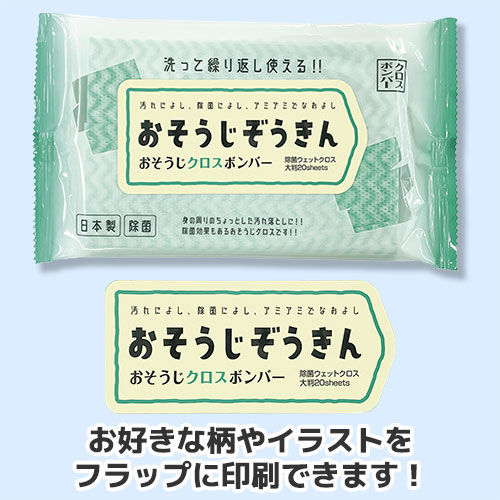 洗って繰り返し使える!!
クロス
ボンバー
汚れによし、除菌によし、アミアミでなおよし
おそうじぞうきん
おそうじクロスボンバー
除菌ウェットクロス
大判20sheets
日本製
除菌
身の周りのちょっとした汚れ落としに!!
除菌効果もあるおそうじクロスです!!
汚れによし、除菌によし、アミアミでなおよし
おそうじぞうきん
おそうじクロスボンバー
除菌ウェットクロス
大判20sheets
お好きな柄やイラストを
フラップに印刷できます！